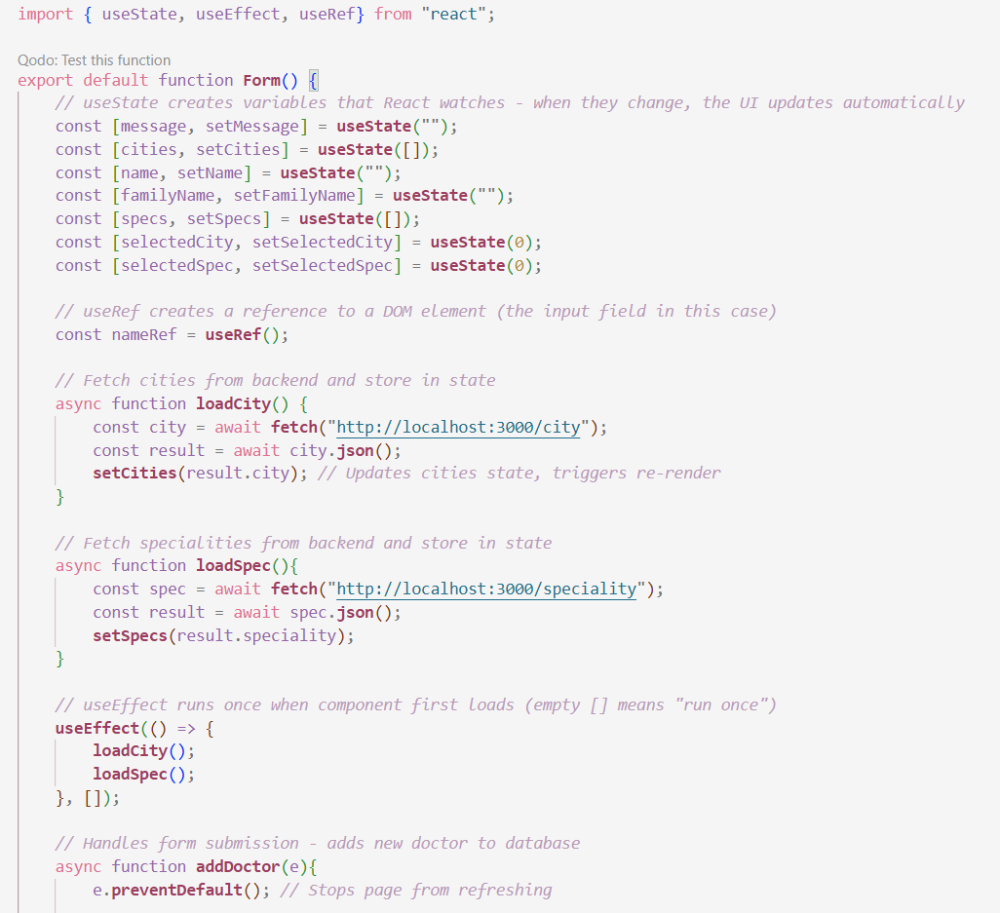 import { useState, useEffect, useRef} from "react";
Qodo: Test this function
export default function Form() {
    // useState creates variables that React watches - when they change, the UI updates automatically
    const [message, setMessage] = useState("");
    const [cities, setCities] = useState([]);
    const [name, setName] = useState("");
    const [familyName, setFamilyName] = useState("");
    const [specs, setSpecs] = useState([]);
    const [selectedCity, setSelectedCity] = useState(0);
    const [selectedSpec, setSelectedSpec] = useState(0);
    // useRef creates a reference to a DOM element (the input field in this case)
    const nameRef = useRef();
    // Fetch cities from backend and store in state
    async function loadCity() {
        const city = await fetch("http://localhost:3000/city");
        const result = await city.json();
        setCities(result.city); // Updates cities state, triggers re-render
    }
    // Fetch specialities from backend and store in state
    async function loadSpec(){
        const spec = await fetch("http://localhost:3000/speciality");
        const result = await spec.json();
        setSpecs(result.speciality);
    }
    // useEffect runs once when component first loads (empty [] means "run once")
    useEffect(() => {
        loadCity();
        loadSpec();
    }, []);
    // Handles form submission - adds new doctor to database
    async function addDoctor(e){
        e.preventDefault(); // Stops page from refreshing